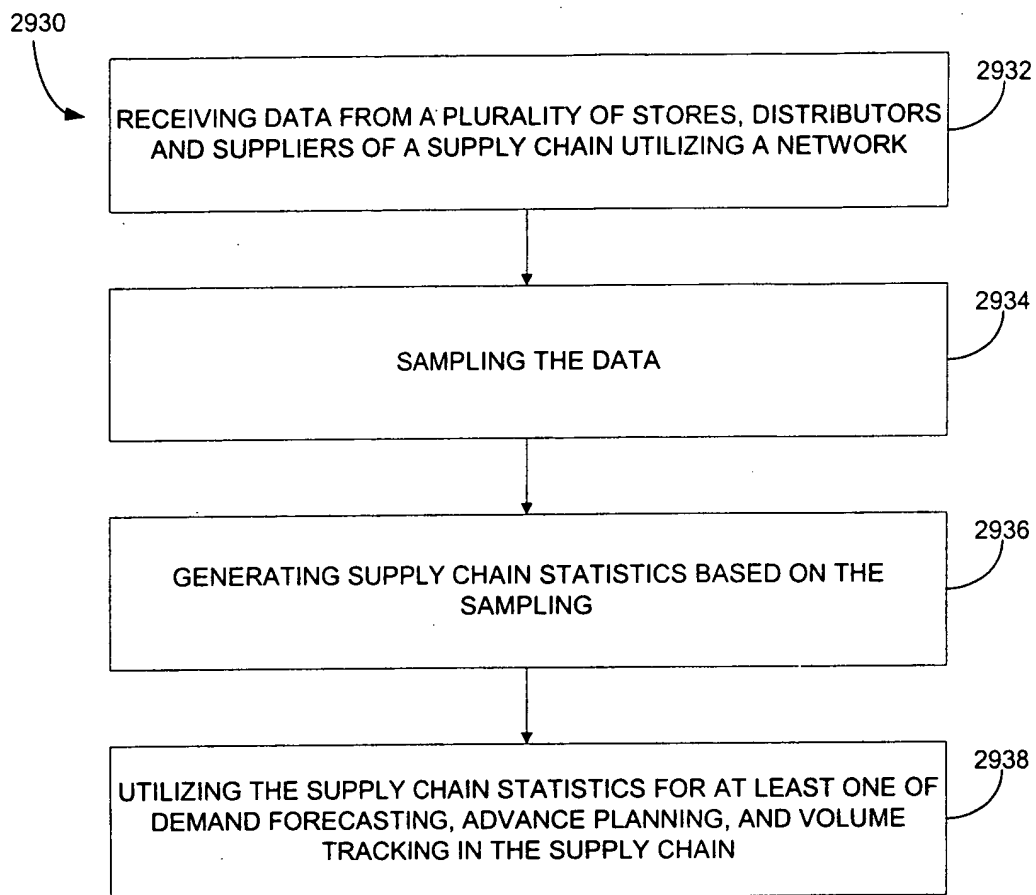 2930
2932
RECEIVING DATA FROM A PLURALITY OF STORES, DISTRIBUTORS
AND SUPPLIERS OF A SUPPLY CHAIN UTILIZING A NETWORK
2934
SAMPLING THE DATA
2936
GENERATING SUPPLY CHAIN STATISTICS BASED ON THE
SAMPLING
2938
UTILIZING THE SUPPLY CHAIN STATISTICS FOR AT LEAST ONE OF
DEMAND FORECASTING, ADVANCE PLANNING, AND VOLUME
TRACKING IN THE SUPPLY CHAIN